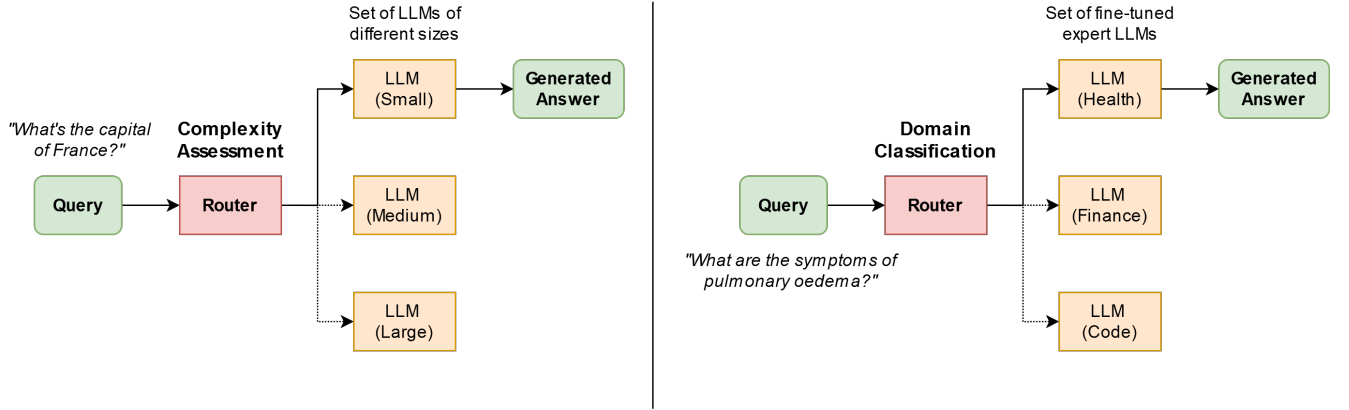 Set of LLMs of
different sizes
LLM
(Small)
Generated
Answer
"What's the capital
of France?"
Complexity
Assessment
Query
Router
LLM
(Medium)
LLM
(Large)
Set of fine-tuned
expert LLMs
LLM
(Health)
Generated
Answer
Domain
Classification
Query
Router
LLM
(Finance)
"What are the symptoms of
pulmonary oedema?"
LLM
(Code)